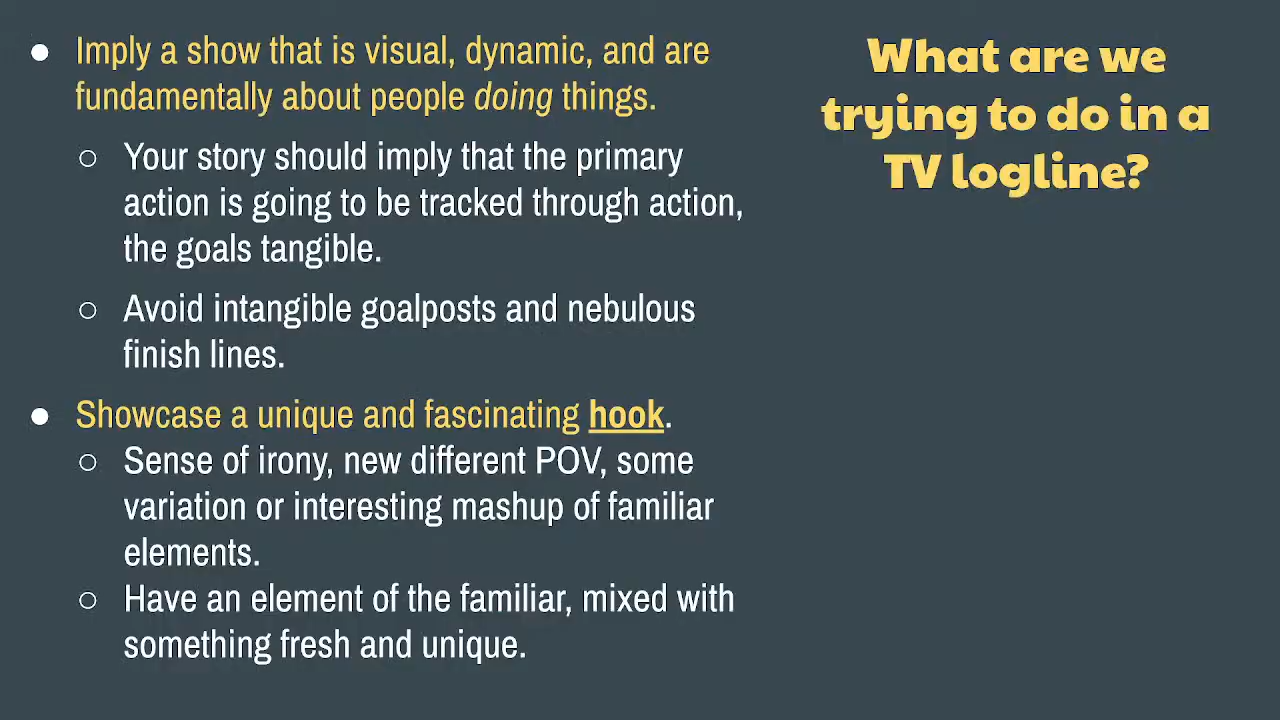 What are we
trying to do in a
TV logline?
● Imply a show that is visual, dynamic, and are
fundamentally about people doing things.
○ Your story should imply that the primary
action is going to be tracked through action,
the goals tangible.
○ Avoid intangible goalposts and nebulous
finish lines.
● Showcase a unique and fascinating hook.
○ Sense of irony, new different POV, some
variation or interesting mashup of familiar
elements.
○ Have an element of the familiar, mixed with
something fresh and unique.